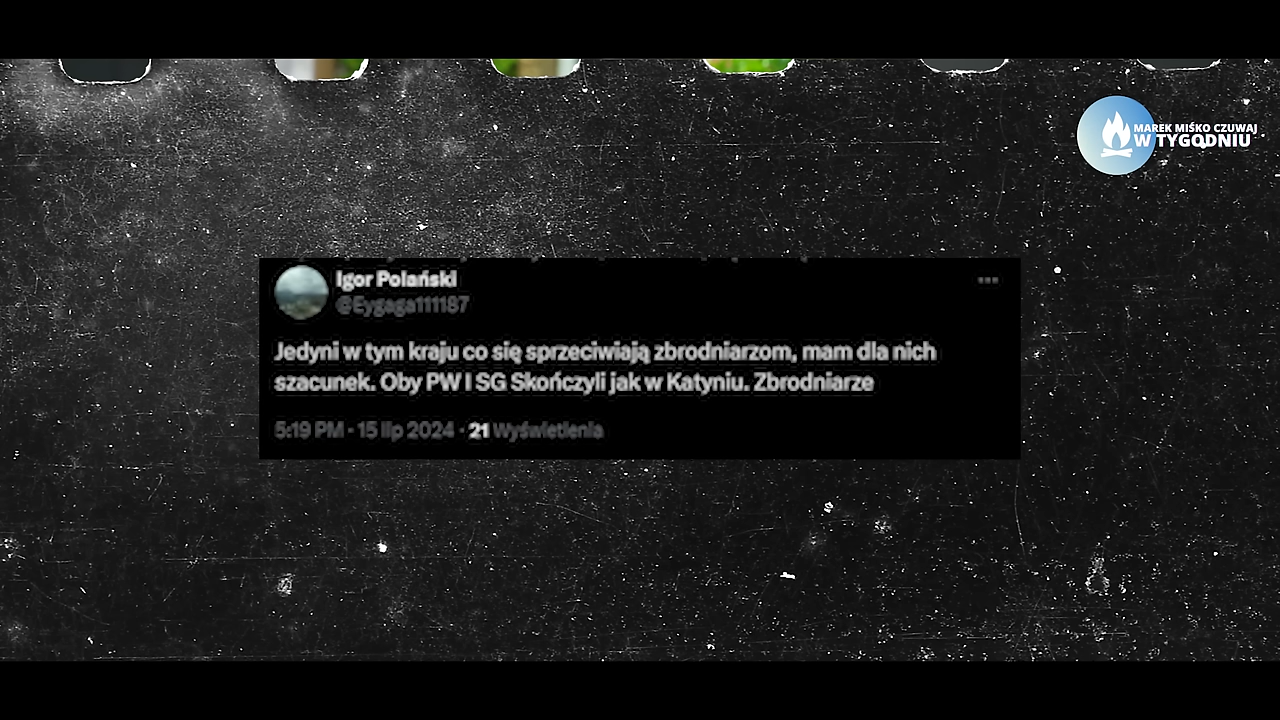 MAREK MIŚKO CZUWAJ
W TYGODNIU
Igor Polański
@Eygaga111187
Jedyni w tym kraju co się sprzeciwiają zbrodniarzom, mam dla nich
szacunek. Oby PW I SG Skończyli jak w Katyniu. Zbrodniarze
5:19 PM · 15 lip 2024 · 21 Wyświetlenia